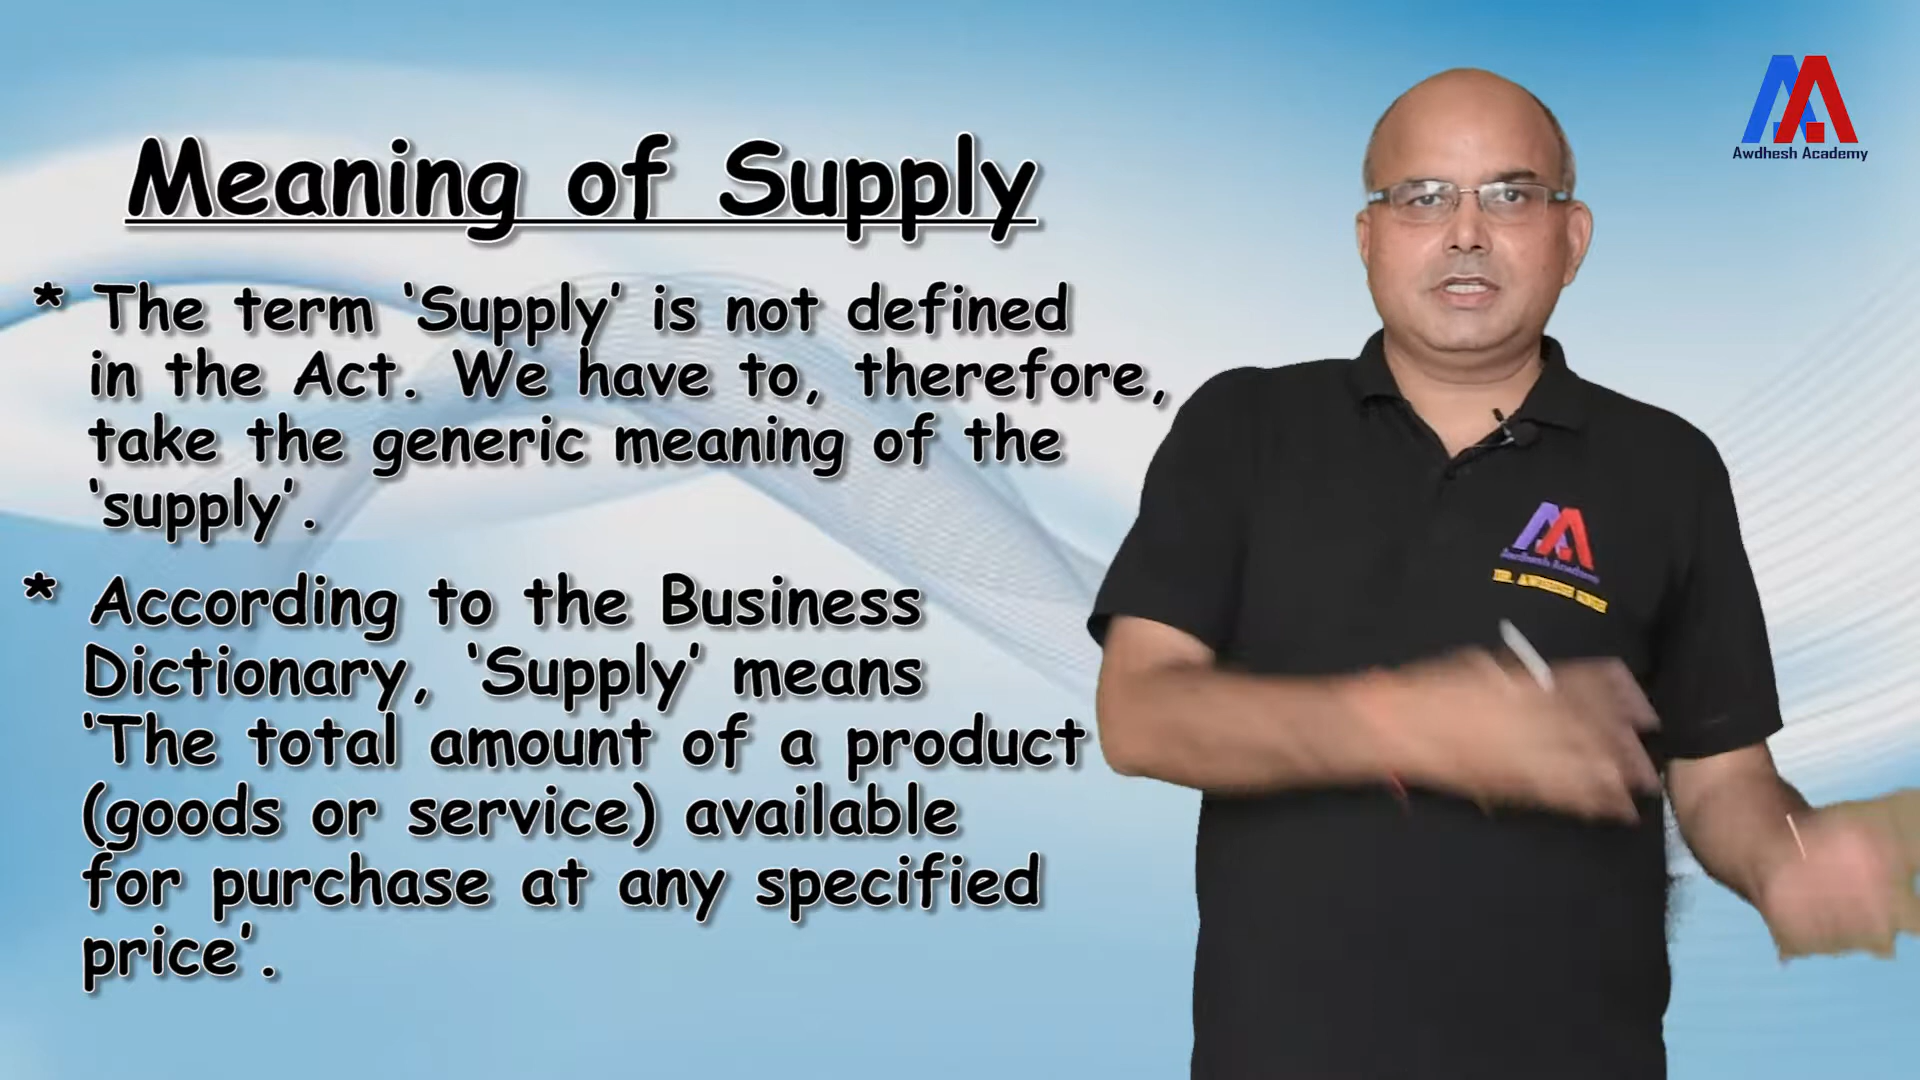 Meaning of Supply
* The term ‘Supply’ is not defined
in the Act. We have to, therefore,
take the generic meaning of the
‘supply’.
* According to the Business
Dictionary, ‘Supply’ means
‘The total amount of a product
(goods or service) available
for purchase at any specified
price’.
Awdhesh Academy
Awdhesh Academy